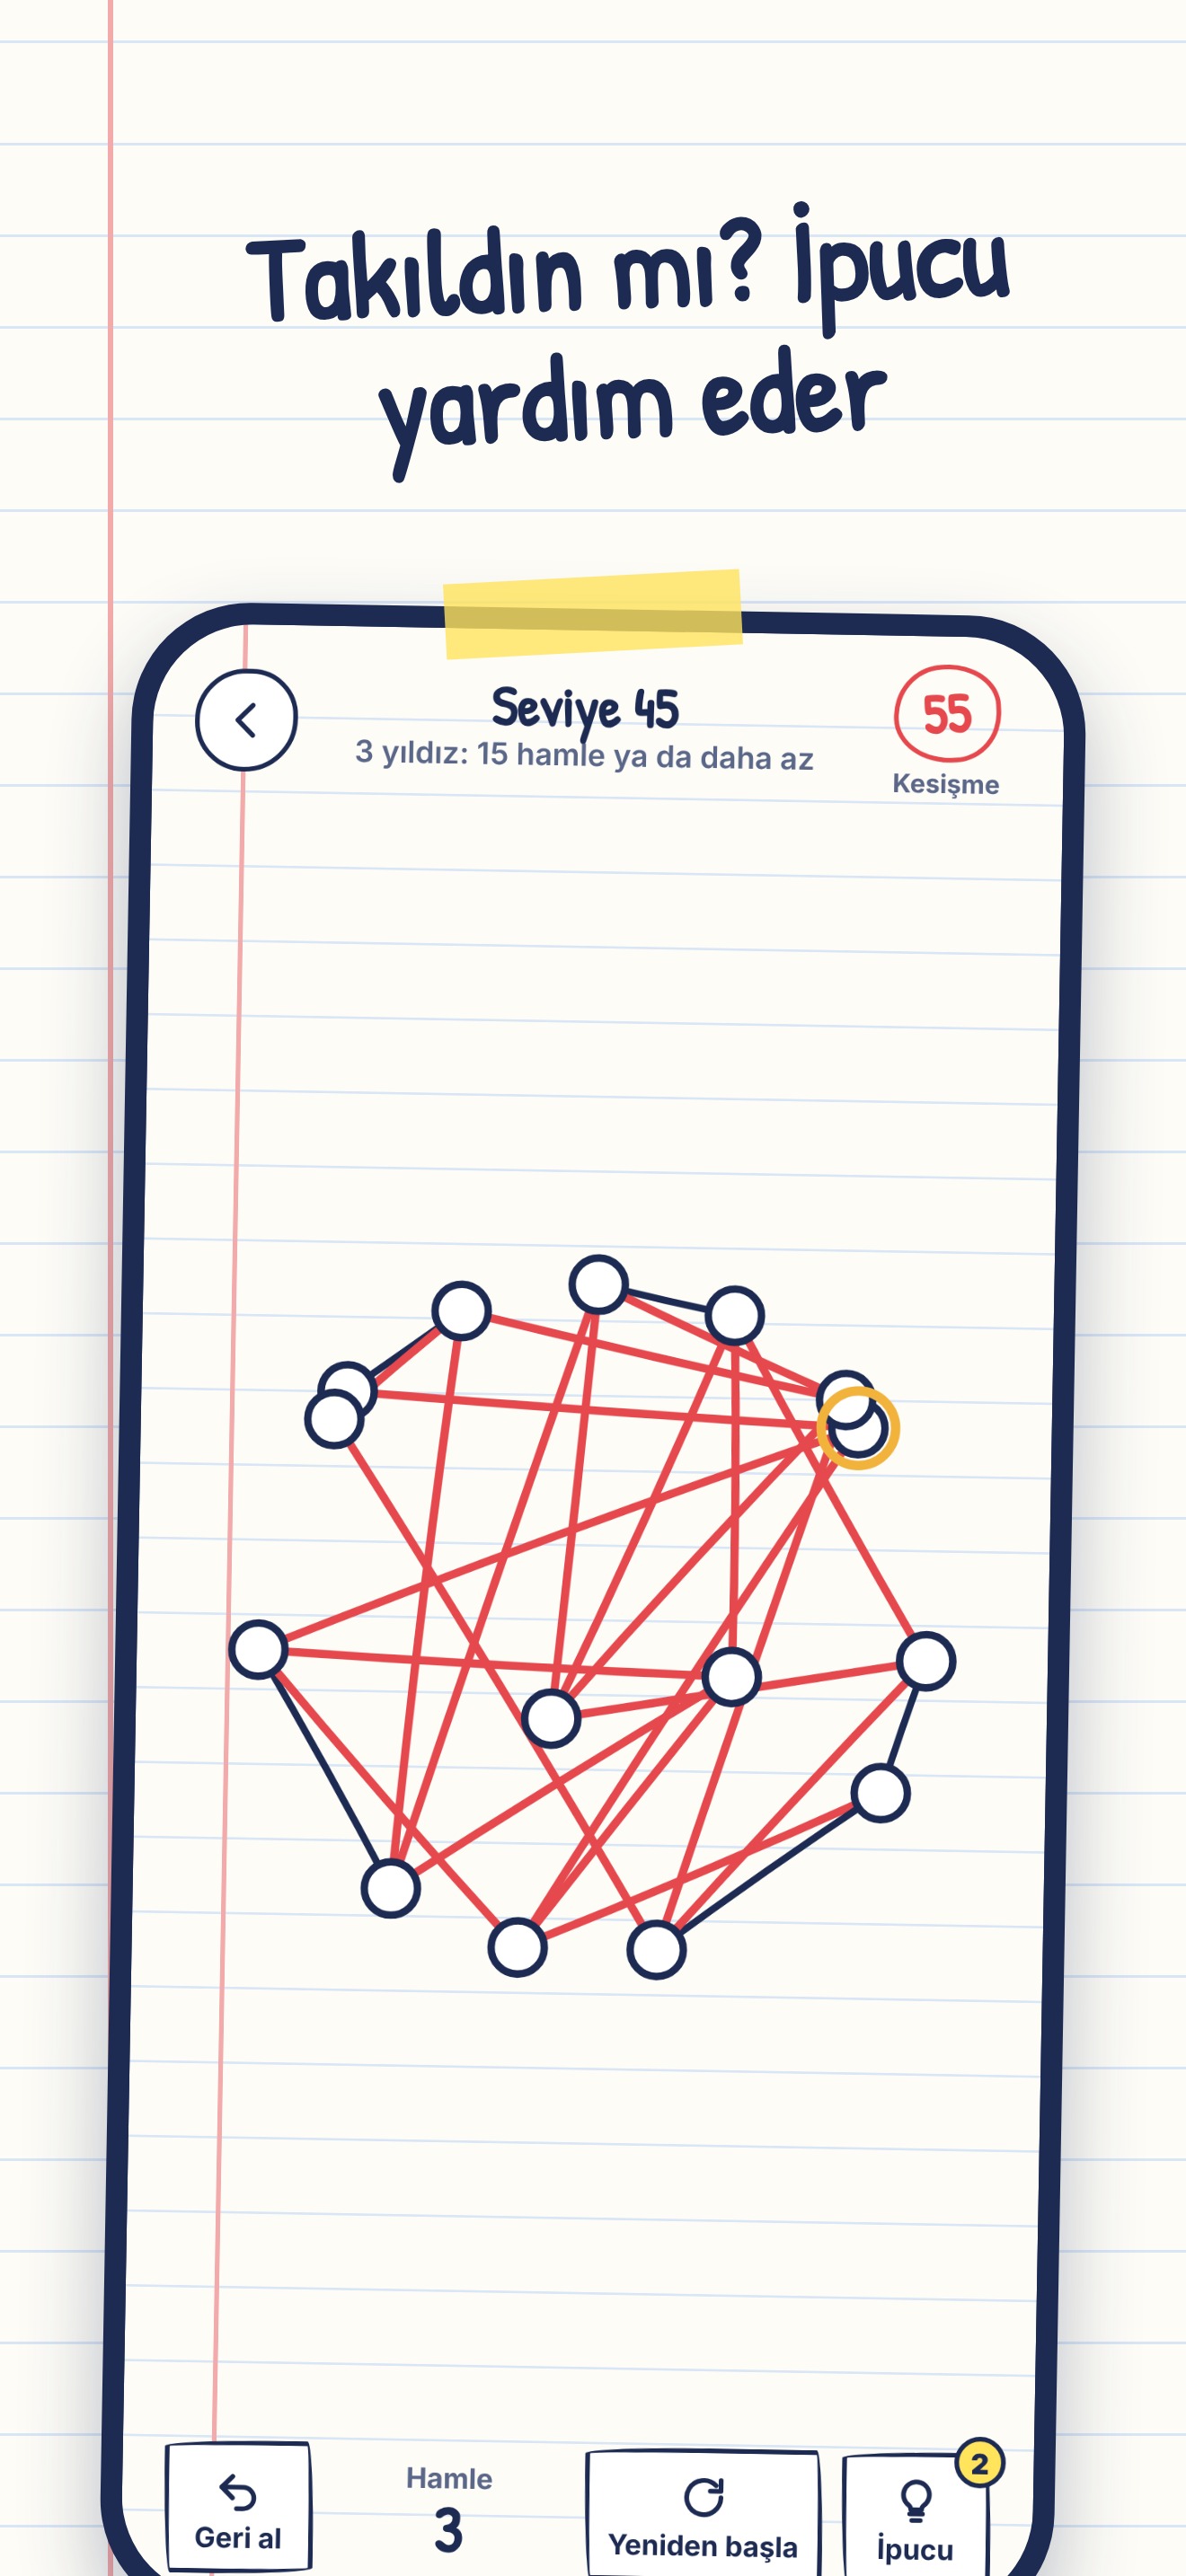 Takıldın mı? İpucu
yardım eder
Seviye 45
3 yıldız: 15 hamle ya da daha az
55
Kesişme
Geri al
Hamle
3
Yeniden başla
2
İpucu